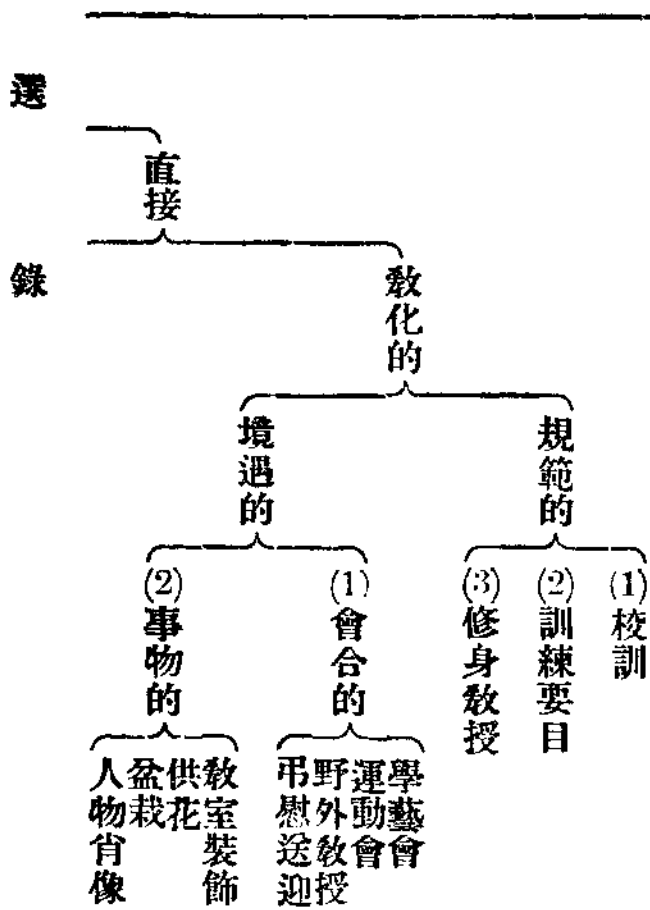 選錄
直接
教化的
規範的
(1)校訓
(2)訓練要目
(3)修身教授
境遇的
(1)會合的
學藝會
運動會
野外教授
弔慰送迎
(2)事物的
教室裝飾
供花
盆栽
人物肖像